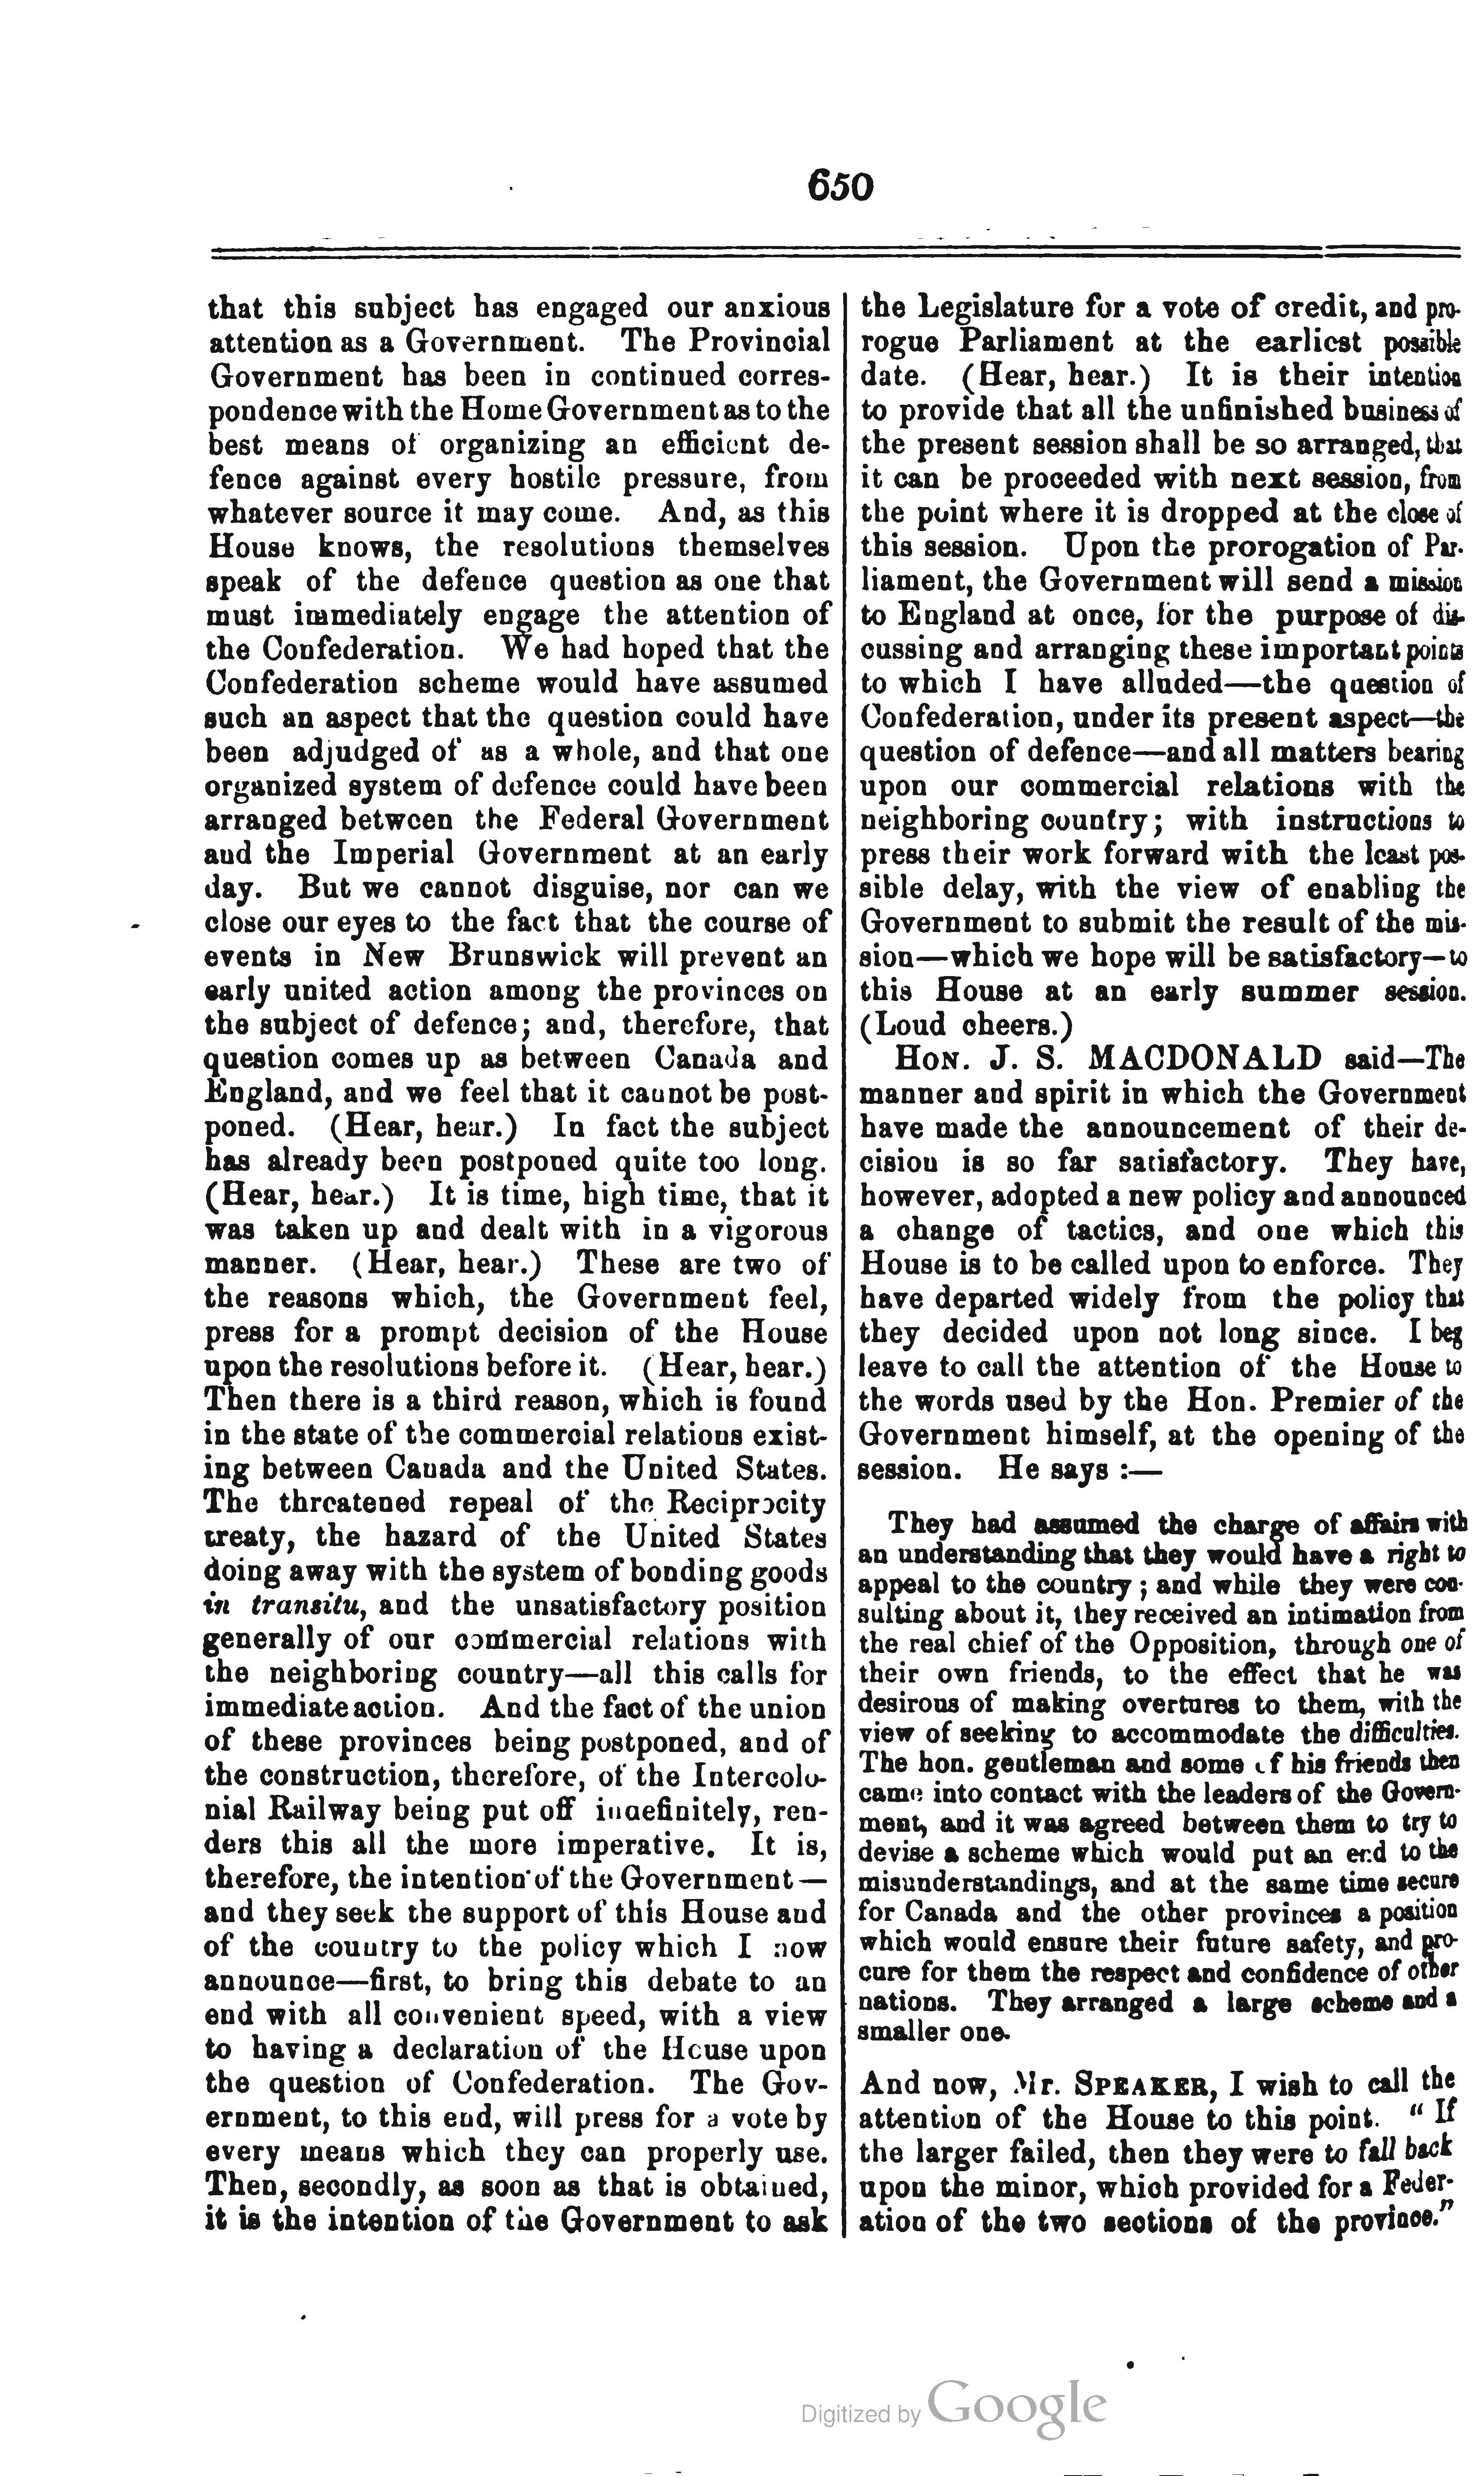 650
that this subject has engaged our anxious
attention as a Government. The Provincial
Government has been in continued corres-
pondence with the Home Government as to the
best means of organizing an efficient de-
fence against every hostile pressure, from
whatever source it may come. And, as this
House knows, the resolutions themselves
speak of the defence question as one that
must immediately engage the attention of
the Confederation. We had hoped that the
Confederation scheme would have assumed
such an aspect that the question could have
been adjudged of as a whole, and that one
organized system of defence could have been
arranged between the Federal Government
and the Imperial Government at an early
day. But we cannot disguise, nor can we
close our eyes to the fact that the course of
events in New Brunswick will prevent an
early united action among the provinces on
the subject of defence; and, therefore, that
question comes up as between Canada and
England, and we feel that it cannot be post-
poned. (Hear, hear.) In fact the subject
has already been postponed quite too long.
(Hear, hear.) It is time, high time, that it
was taken up and dealt with in a vigorous
manner. (Hear, hear.) These are two of
the reasons which, the Government feel,
press for a prompt decision of the House
upon the resolutions before it. (Hear, hear.)
Then there is a third reason, which is found
in the state of the commercial relations exist-
ing between Canada and the United States.
The threatened repeal of the Reciprocity
treaty, the hazard of the United States
doing away with the system of bonding goods
in transitu, and the unsatisfactory position
generally of our commercial relations with
the neighboring country—all this calls for
immediate action. And the fact of the union
of these provinces being postponed, and of
the construction, therefore, of the Intercolo-
nial Railway being put off indefinitely, ren-
ders this all the more imperative. It is,
therefore, the intention of the Government—
and they seek the support of this House and
of the country to the policy which I now
announce—first, to bring this debate to an
end with all convenient speed, with a view
to having a declaration of the House upon
the question of Confederation. The Gov-
ernment, to this end, will press for a vote by
every means which they can properly use.
Then, secondly, as soon as that is obtained,
it is the intention of the Government to ask
the Legislature for a vote of credit, and pro-
rogue Parliament at the earliest possible
date. (Hear, hear.) It is their intention
to provide that all the unfinished business of
the present session shall be so arranged, that
it can be proceeded with next session, from
the point where it is dropped at the close of
this session. Upon the prorogation of Par-
liament, the Government will send a mission
to England at once, for the purpose of dis-
cussing and arranging these important points
to which I have alluded—the question of
Confederation, under its present aspect—the
question of defence—and all matters bearing
upon our commercial relations with the
neighboring country; with instructions to
press their work forward with the least pos-
sible delay, with the view of enabling the
Government to submit the result of the mis-
sion—which we hope will be satisfactory—to
this House at an early summer session.
(Loud cheers.)
HON. J. S. MACDONALD said—The
manner and spirit in which the Government
have made the announcement of their de-
cision is so far satisfactory. They have,
however, adopted a new policy and announced
a change of tactics, and one which this
House is to be called upon to enforce. They
have departed widely from the policy that
they decided upon not long since. I beg
leave to call the attention of the House to
the words used by the Hon. Premier of the
Government himself, at the opening of the
session. He says :—
They had assumed the charge of affairs with
an understanding that they would have a right to
appeal to the country; and while they were con-
sulting about it, they received an intimation from
the real chief of the Opposition, through one of
their own friends, to the effect that he was
desirous of making overtures to them, with the
view of seeking to accommodate the difficulties.
The hon. gentleman and some of his friends then
came into contact with the leaders of the Govern-
ment, and it was agreed between them to try to
devise a scheme which would put an end to the
misunderstandings, and at the same time secure
for Canada and the other provinces a position
which would ensure their future safety, and pro-
cure for them the respect and confidence of other
nations. They arranged a large scheme and a
smaller one.
And now, Mr. SPEAKER, I wish to call the
attention of the House to this point. “ If
the larger failed, then they were to fall back
upon the minor, which provided for a Feder-
ation of the two sections of the province.”
Digitized by Google